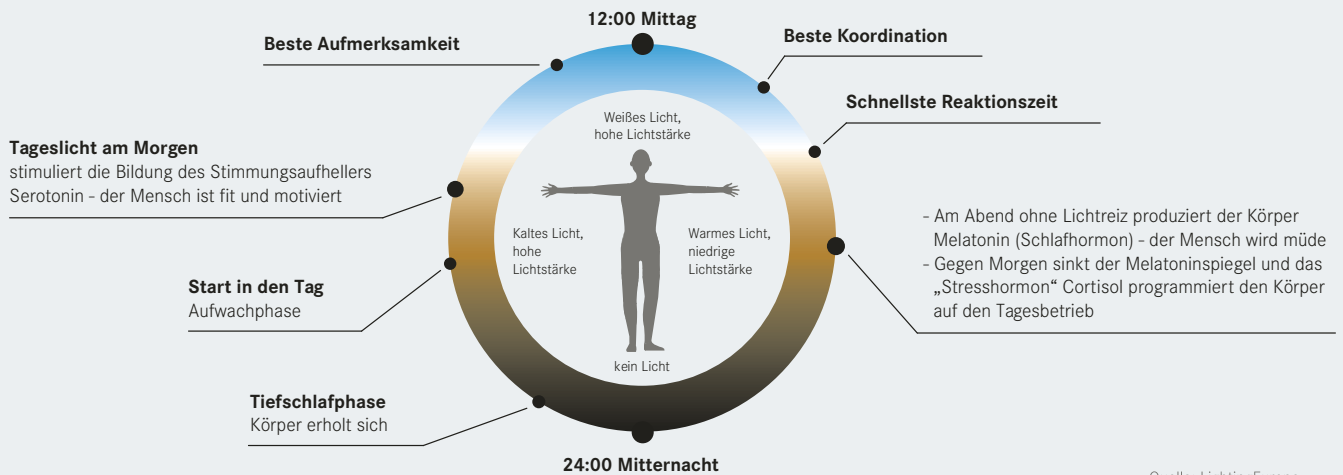 12:00 Mittag
Beste Aufmerksamkeit
Beste Koordination
Schnellste Reaktionszeit
Weißes Licht,
hohe Lichtstärke
Tageslicht am Morgen
stimuliert die Bildung des Stimmungsaufhellers
Serotonin - der Mensch ist fit und motiviert
Kaltes Licht,
hohe
Lichtstärke
Warmes Licht,
niedrige
Lichtstärke
- Am Abend ohne Lichtreiz produziert der Körper
Melatonin (Schlafhormon) - der Mensch wird müde
- Gegen Morgen sinkt der Melatoninspiegel und das
„Stresshormon“ Cortisol programmiert den Körper
auf den Tagesbetrieb
Start in den Tag
Aufwachphase
kein Licht
Tiefschlafphase
Körper erholt sich
24:00 Mitternacht